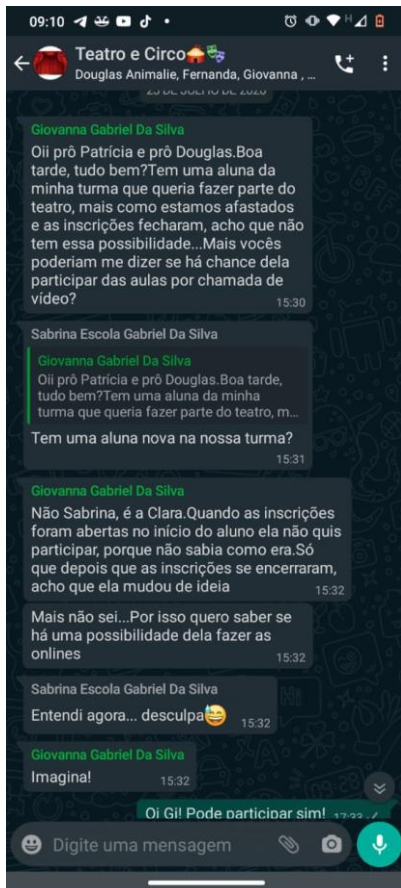 09:10
Teatro e Circo🎪🎭
Douglas Animalie, Fernanda, Giovanna , ...
23 DE JULHO DE 2020
Giovanna Gabriel Da Silva
Oii prô Patrícia e prô Douglas.Boa
tarde, tudo bem?Tem uma aluna da
minha turma que queria fazer parte do
teatro, mais como estamos afastados
e as inscrições fecharam, acho que não
tem essa possibilidade...Mais vocês
poderiam me dizer se há chance dela
participar das aulas por chamada de
vídeo?
15:30
Sabrina Escola Gabriel Da Silva
Giovanna Gabriel Da Silva
Oii prô Patrícia e prô Douglas.Boa tarde,
tudo bem?Tem uma aluna da minha
turma que queria fazer parte do teatro, m...
Tem uma aluna nova na nossa turma?
15:31
Giovanna Gabriel Da Silva
Não Sabrina, é a Clara.Quando as inscrições
foram abertas no início do aluno ela não quis
participar, porque não sabia como era.Só
que depois que as inscrições se encerraram,
acho que ela mudou de ideia
15:32
Mais não sei...Por isso quero saber se
há uma possibilidade dela fazer as
onlines
15:32
Sabrina Escola Gabriel Da Silva
Entendi agora... desculpa😅
15:32
Giovanna Gabriel Da Silva
Imagina!
15:32
Oi Gi! Pode participar sim! 17:33
Digite uma mensagem